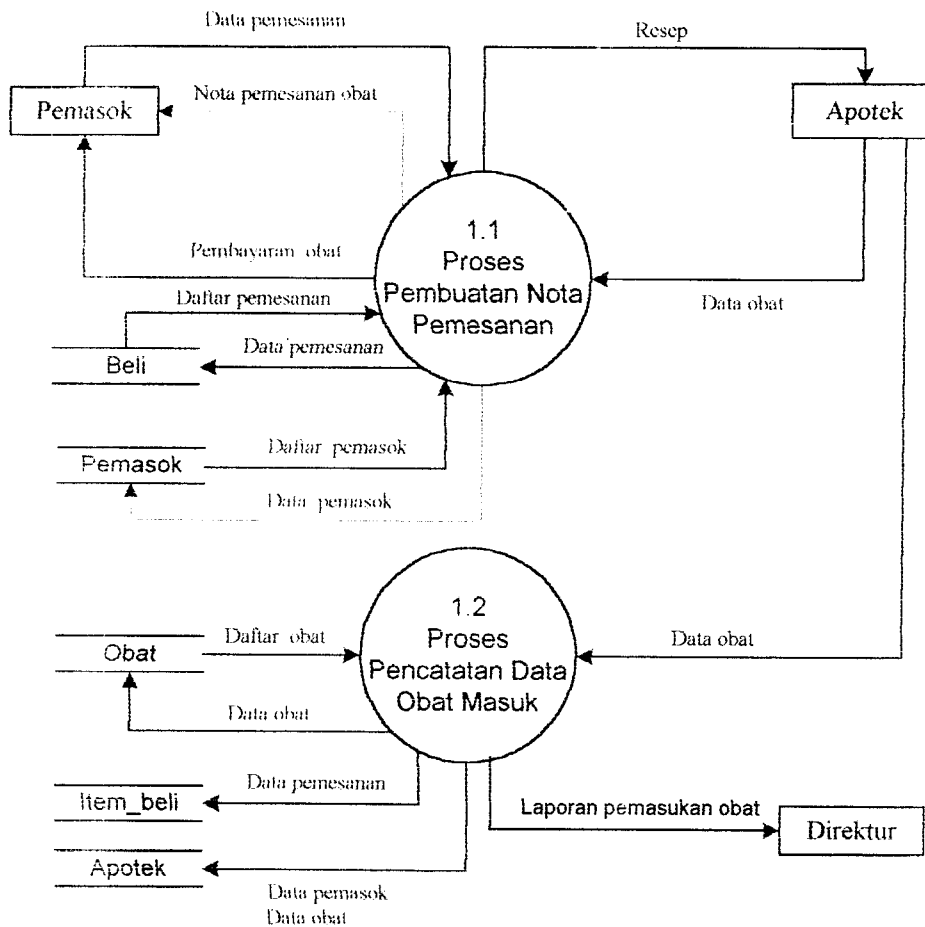 Data pemesanan
Resep
Pemasok
Nota pemesanan obat
Apotek
1.1
Proses
Pembuatan Nota
Pemesanan
Pembayaran obat
Data obat
Daftar pemesanan
Data pemesanan
Beli
Daftar pemasok
Pemasok
Data pemasok
1.2
Proses
Pencatatan Data
Obat Masuk
Daftar obat
Data obat
Obat
Data obat
Data pemesanan
Item_beli
Laporan pemasukan obat
Direktur
Apotek
Data pemasok
Data obat